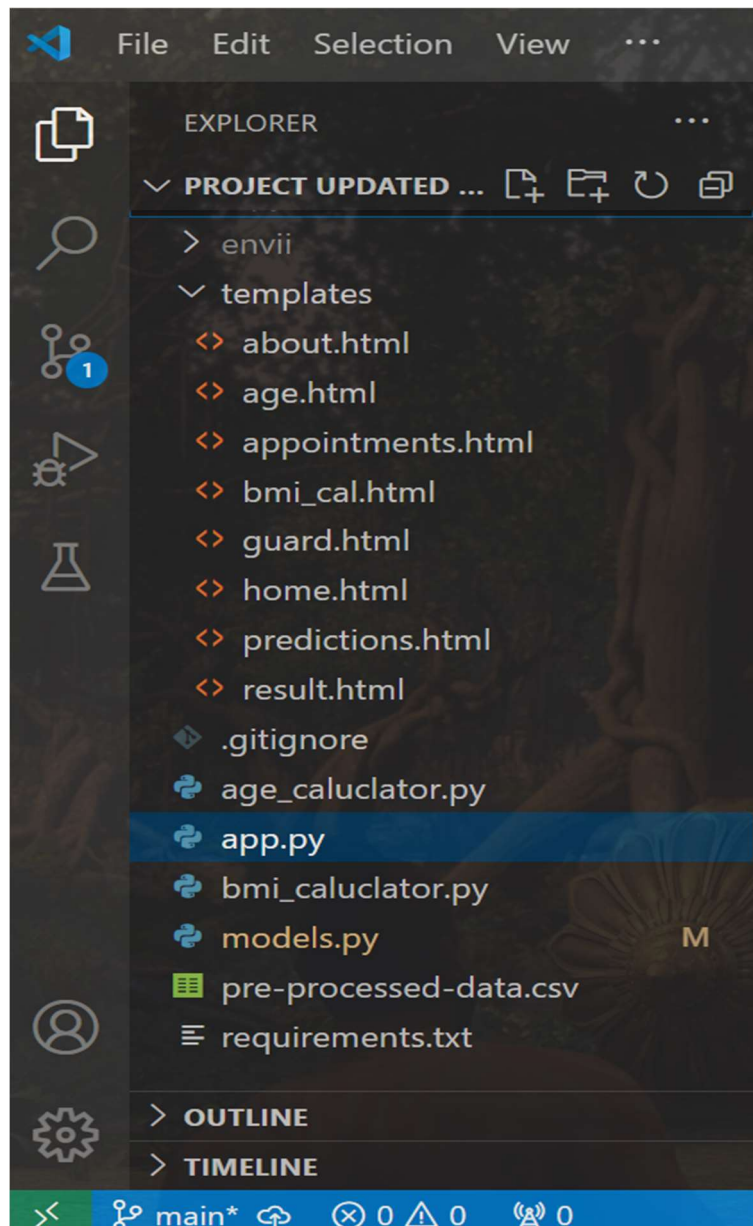 File Edit Selection View ...
EXPLORER ...
PROJECT UPDATED ...
envii
templates
<> about.html
<> age.html
<> appointments.html
<> bmi_cal.html
<> guard.html
<> home.html
<> predictions.html
<> result.html
.gitignore
age_caluclator.py
app.py
1
bmi_caluclator.py
models.py M
pre-processed-data.csv
requirements.txt
OUTLINE
TIMELINE
main* 0 0 0